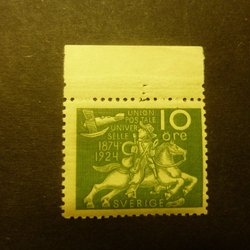 UNION
POSTALE
UNIVER
SELLE
1874
1924
10
öre
SVERIGE